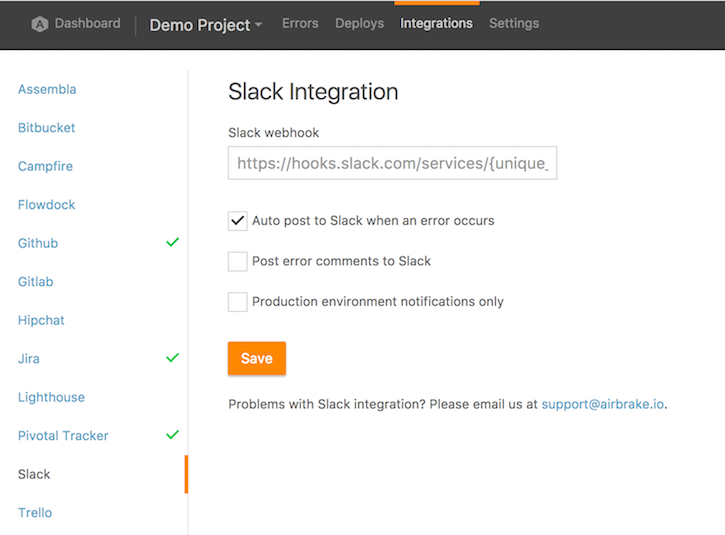 Dashboard
Demo Project
Errors
Deploys
Integrations
Settings
Assembla
Bitbucket
Campfire
Flowdock
Github
Gitlab
Hipchat
Jira
Lighthouse
Pivotal Tracker
Slack
Trello
Slack Integration
Slack webhook
https://hooks.slack.com/services/{unique_
Auto post to Slack when an error occurs
Post error comments to Slack
Production environment notifications only
Save
Problems with Slack integration? Please email us at support@airbrake.io.